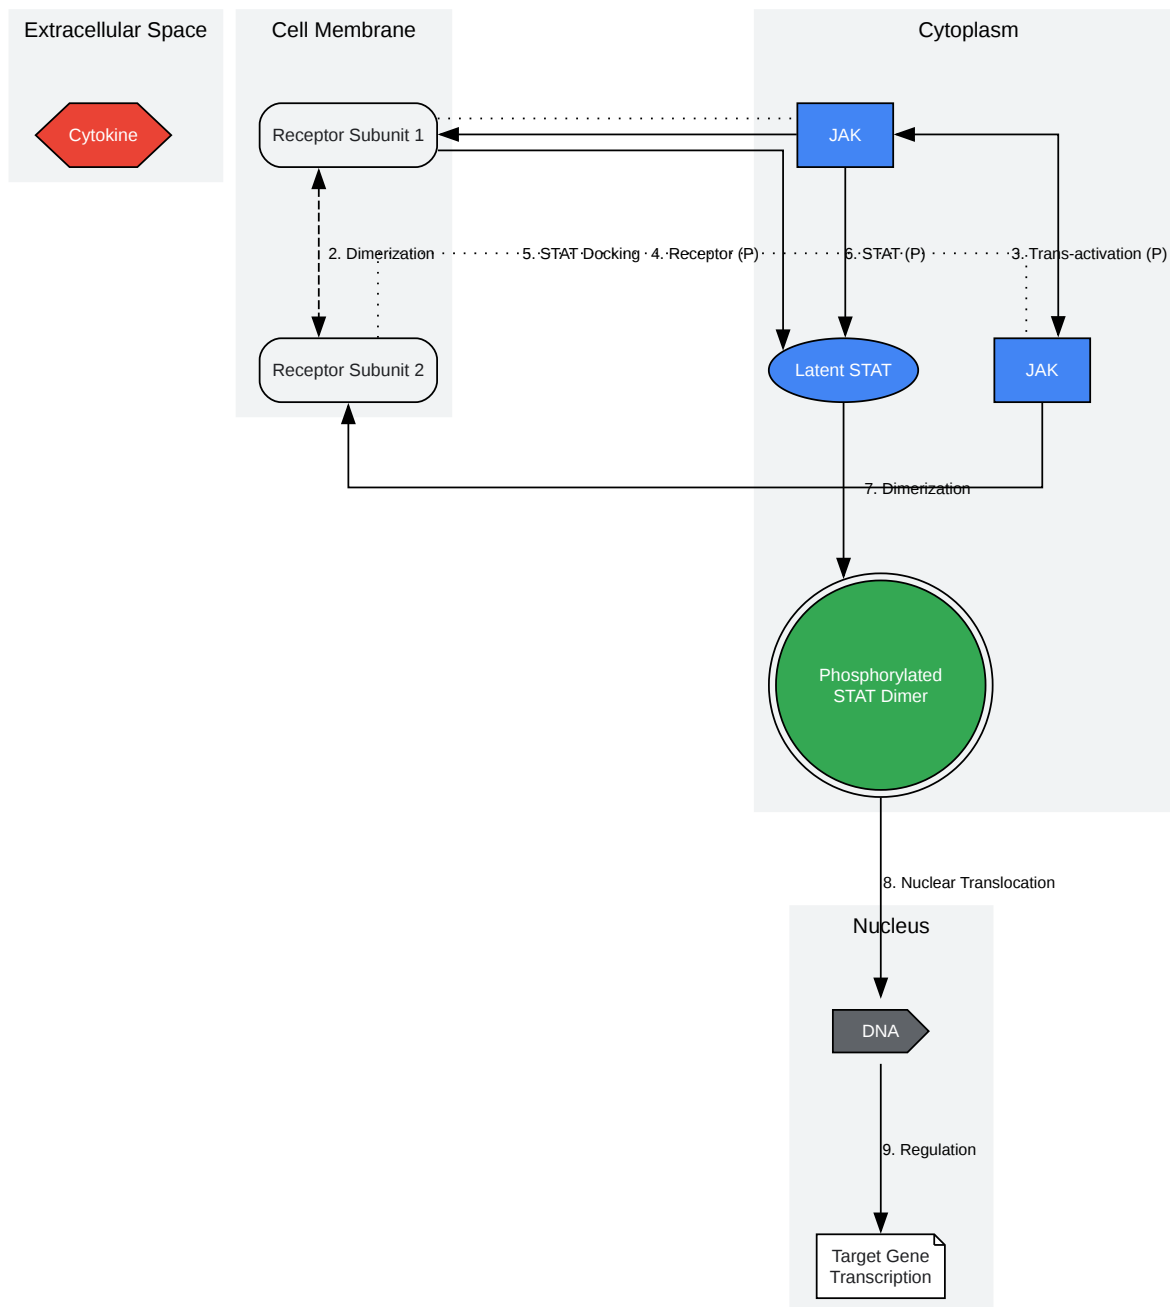 Extracellular Space
Cell Membrane
Cytoplasm
Cytokine
Receptor Subunit 1
JAK
2. Dimerization
5. STAT Docking
4. Receptor (P)
6. STAT (P)
3. Trans-activation (P)
Receptor Subunit 2
Latent STAT
JAK
7. Dimerization
Phosphorylated
STAT Dimer
8. Nuclear Translocation
Nucleus
DNA
9. Regulation
Target Gene
Transcription